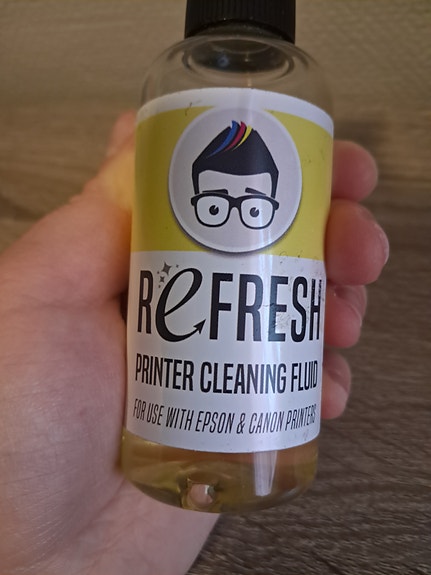 ReFRESH
PRINTER CLEANING FLUID
FOR USE WITH EPSON & CANON PRINTERS